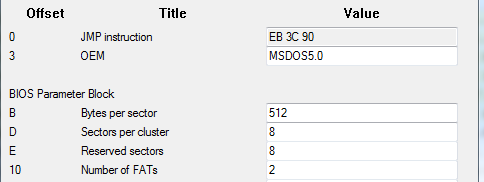 Offset Title Value
0 JMP instruction EB 3C 90
3 OEM MSDOS5.0
BIOS Parameter Block
B Bytes per sector 512
D Sectors per cluster 8
E Reserved sectors 8
10 Number of FATs 2